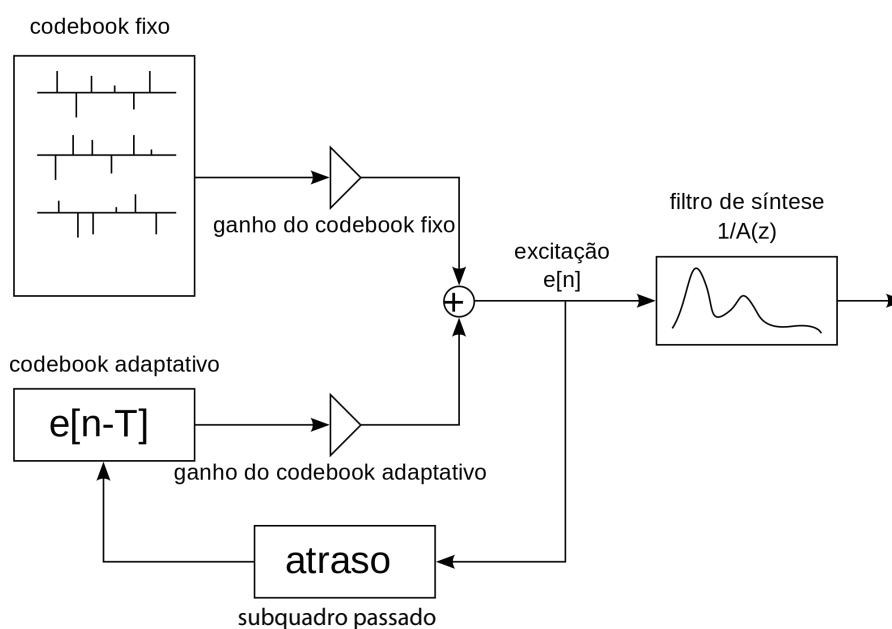 codebook fixo
ganho do codebook fixo
filtro de síntese
1/A(z)
excitação
e[n]
+
codebook adaptativo
e[n-T]
ganho do codebook adaptativo
atraso
subquadro passado